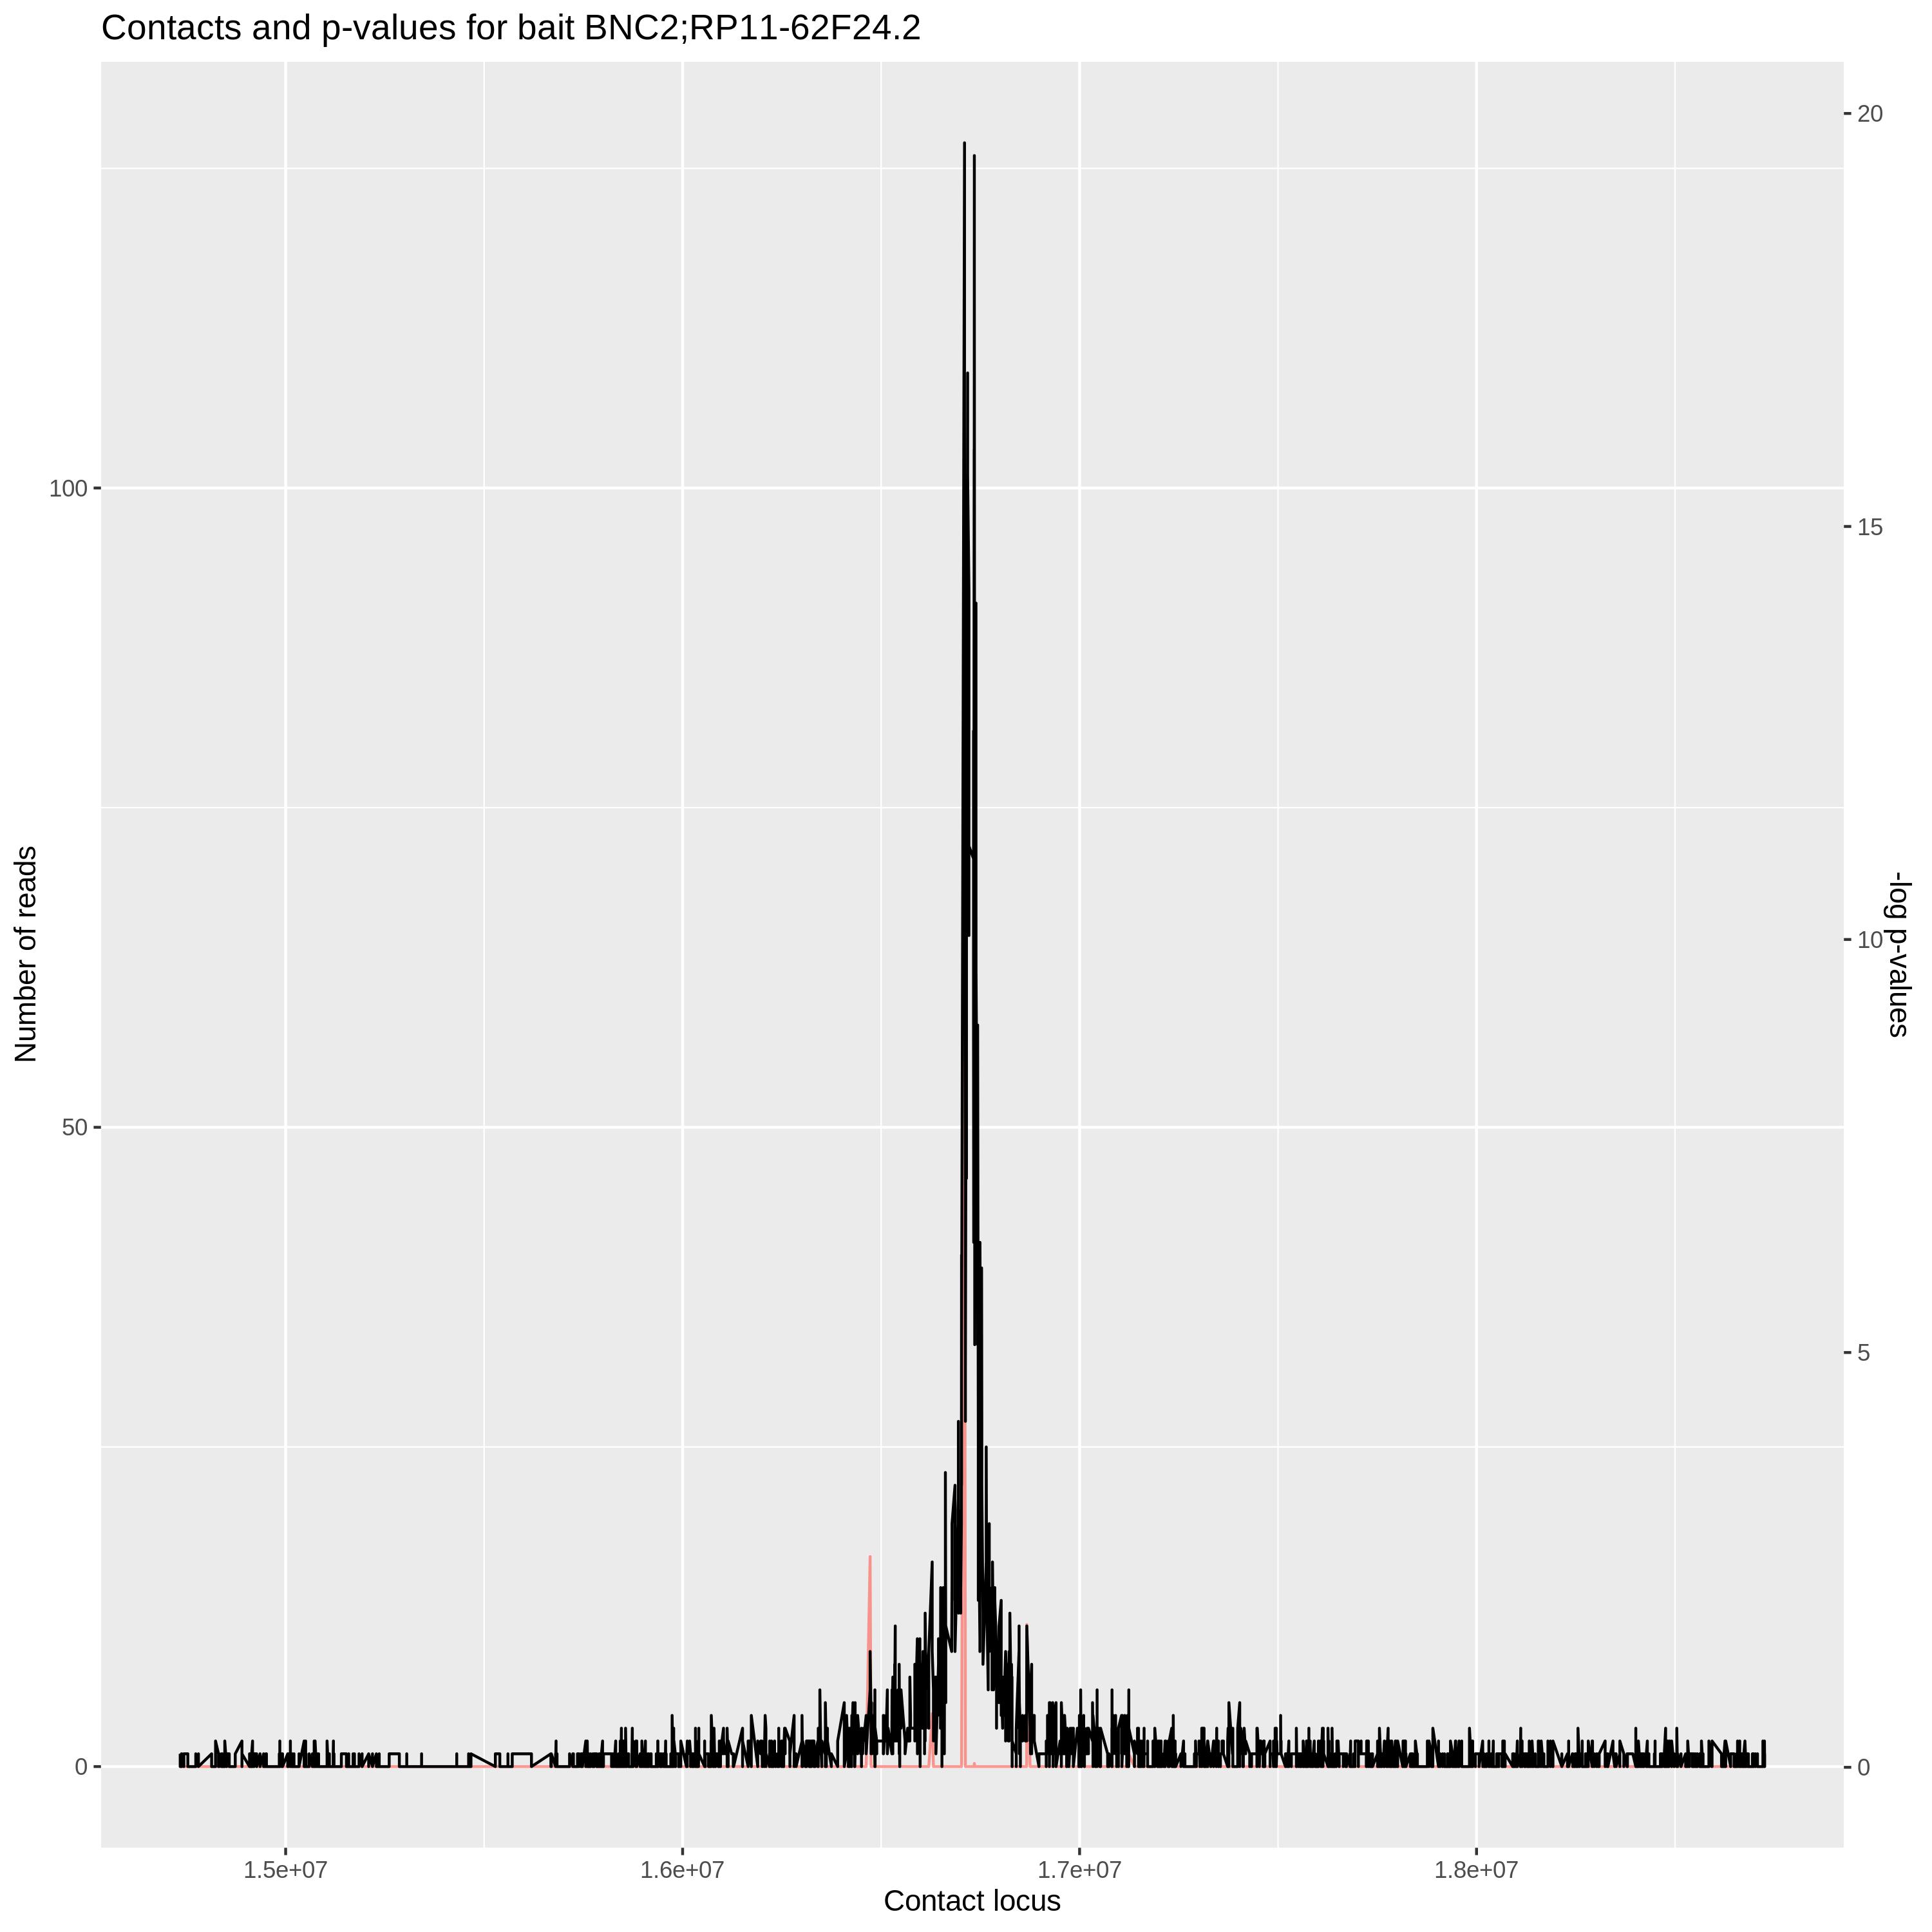 Contacts and p-values for bait BNC2;RP11-62F24.2
Number of reads
100
50
0
20
15
10
5
0
-log p-values
1.5e+07 1.6e+07 1.7e+07 1.8e+07
Contact locus